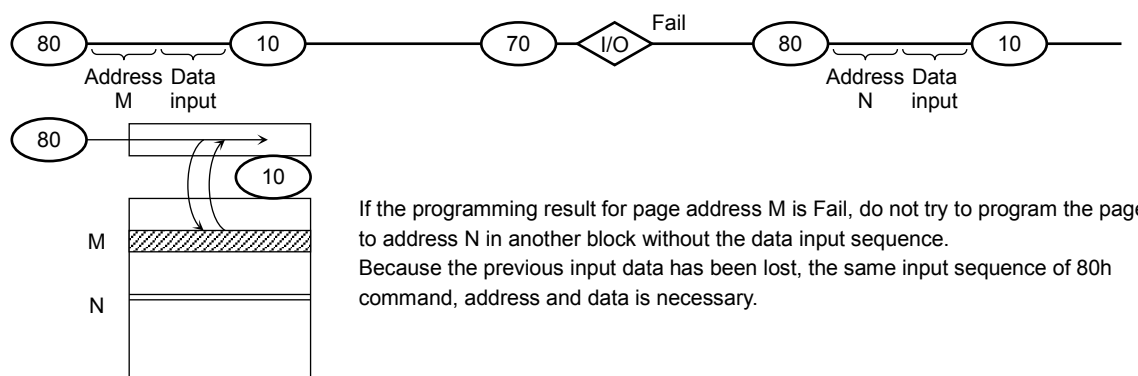 Fail
80 10 70 I/O 80 10
Address Data Address Data
M input N input
80
10
If the programming result for page address M is Fail, do not try to program the page
M to address N in another block without the data input sequence.
Because the previous input data has been lost, the same input sequence of 80h
N command, address and data is necessary.